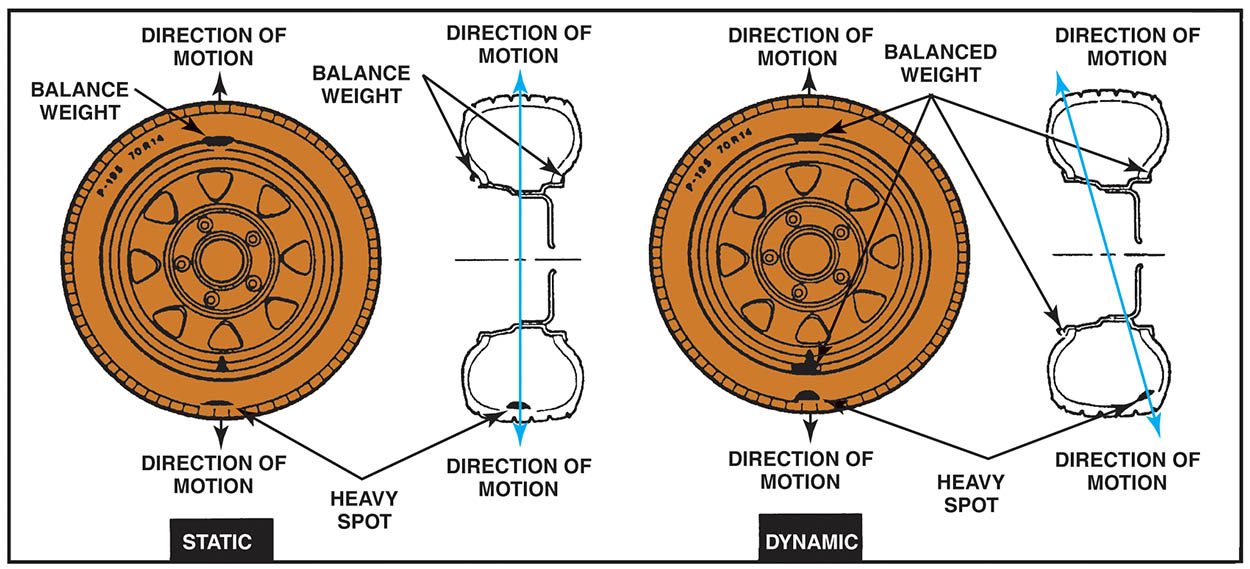 DIRECTION OF
MOTION
BALANCE
WEIGHT
P-195 70R14
DIRECTION OF
MOTION
BALANCE
WEIGHT
DIRECTION OF
MOTION
HEAVY
SPOT
DIRECTION OF
MOTION
STATIC
DIRECTION OF
MOTION
BALANCED
WEIGHT
P-195 70R14
DIRECTION OF
MOTION
DIRECTION OF
MOTION
HEAVY
SPOT
DIRECTION OF
MOTION
DYNAMIC